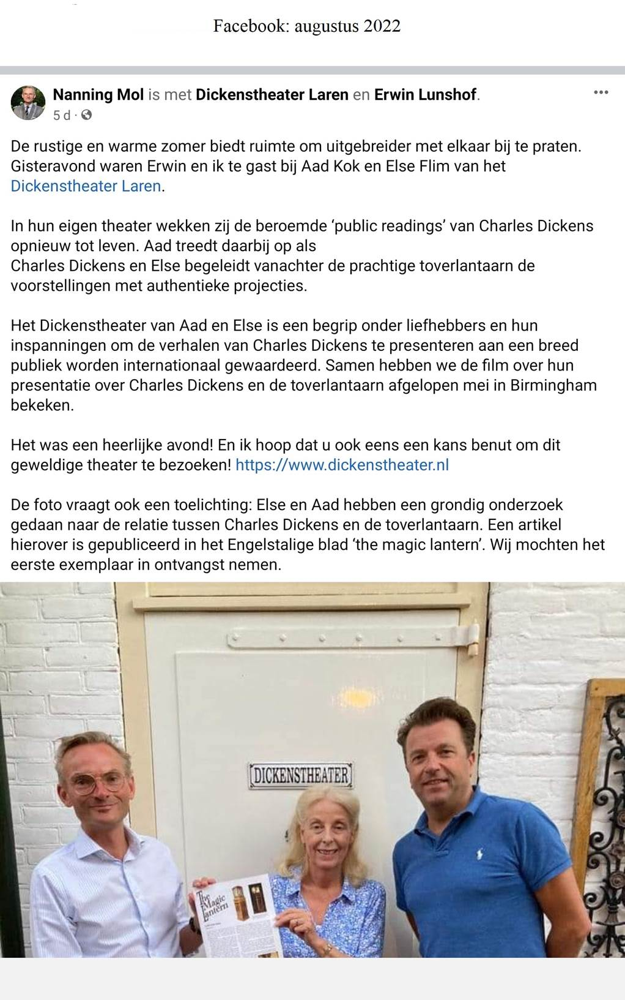 Facebook: augustus 2022
Nanning Mol is met Dickenstheater Laren en Erwin Lunshof.
5 d ·
De rustige en warme zomer biedt ruimte om uitgebreider met elkaar bij te praten.
Gisteravond waren Erwin en ik te gast bij Aad Kok en Else Flim van het
Dickenstheater Laren.
In hun eigen theater wekken zij de beroemde ‘public readings’ van Charles Dickens
opnieuw tot leven. Aad treedt daarbij op als
Charles Dickens en Else begeleidt vanachter de prachtige toverlantaarn de
voorstellingen met authentieke projecties.
Het Dickenstheater van Aad en Else is een begrip onder liefhebbers en hun
inspanningen om de verhalen van Charles Dickens te presenteren aan een breed
publiek worden internationaal gewaardeerd. Samen hebben we de film over hun
presentatie over Charles Dickens en de toverlantaarn afgelopen mei in Birmingham
bekeken.
Het was een heerlijke avond! En ik hoop dat u ook eens een kans benut om dit
geweldige theater te bezoeken! https://www.dickenstheater.nl
De foto vraagt ook een toelichting: Else en Aad hebben een grondig onderzoek
gedaan naar de relatie tussen Charles Dickens en de toverlantaarn. Een artikel
hierover is gepubliceerd in het Engelstalige blad ‘the magic lantern’. Wij mochten het
eerste exemplaar in ontvangst nemen.
DICKENSTHEATER
The
Magic
Lantern